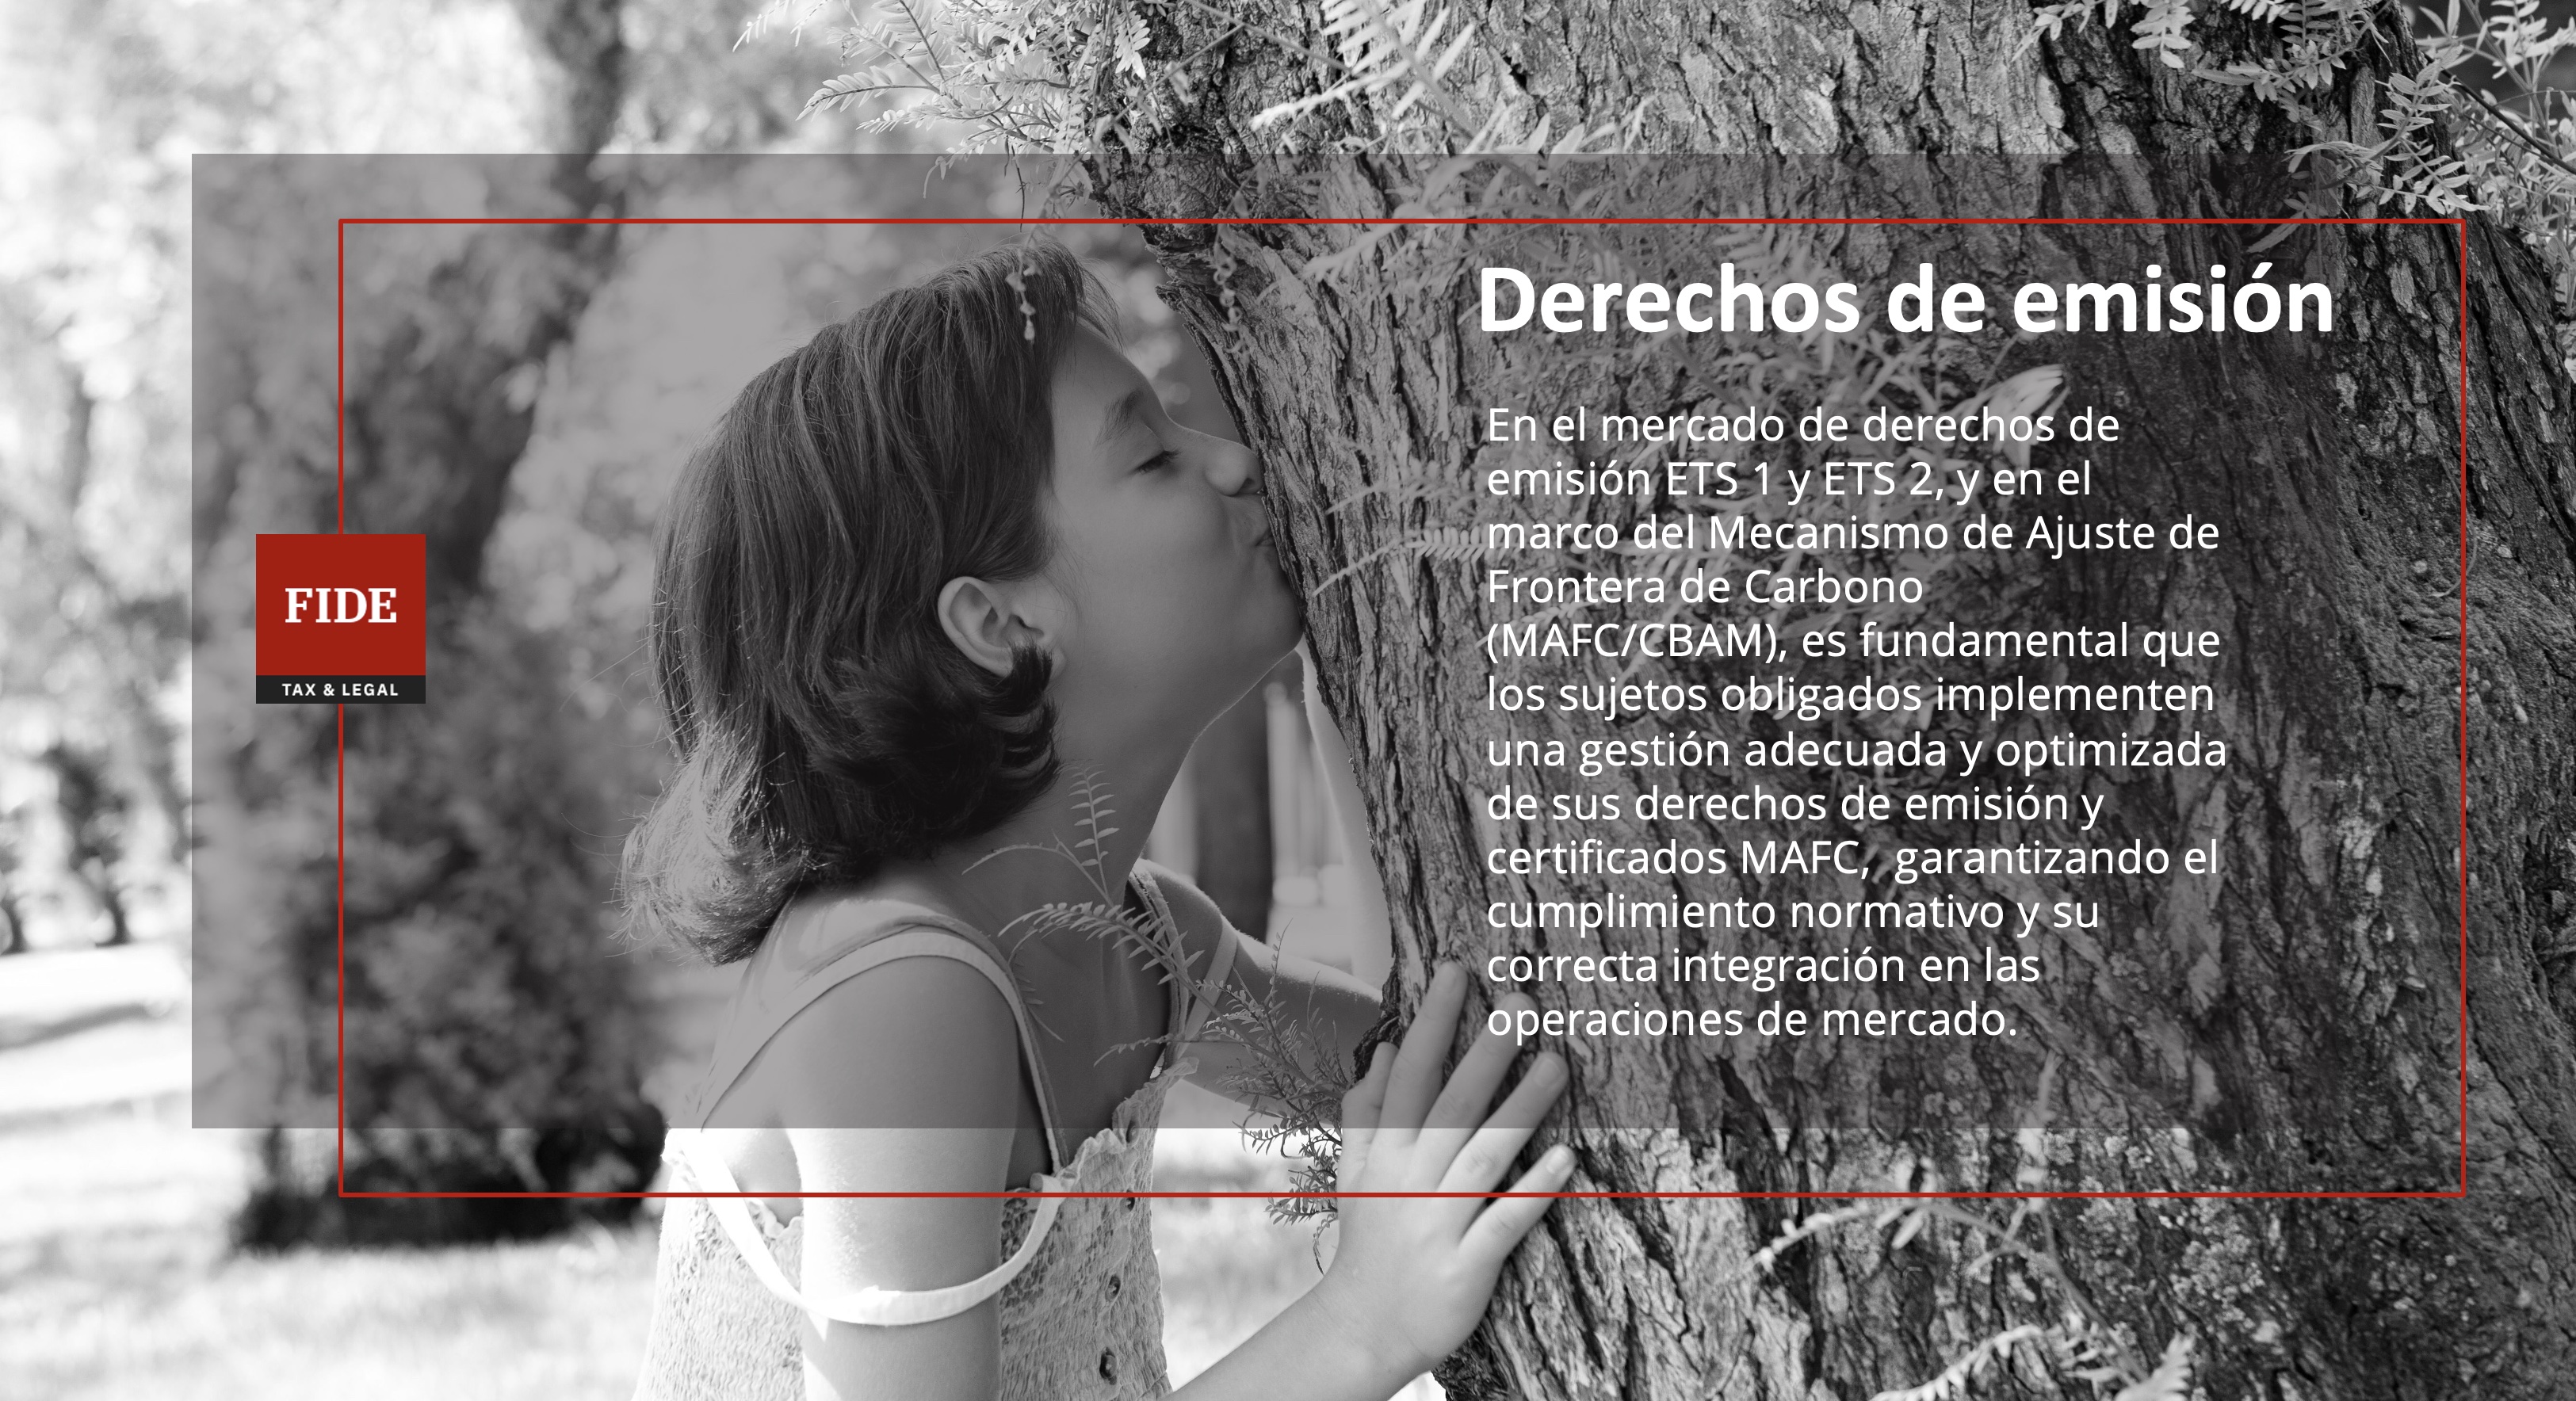 Derechos de emisión
En el mercado de derechos de
emisión ETS 1 y ETS 2, y en el
marco del Mecanismo de Ajuste de
Frontera de Carbono
(MAFC/CBAM), es fundamental que
los sujetos obligados implementen
una gestión adecuada y optimizada
de sus derechos de emisión y
certificados MAFC,  garantizando el
cumplimiento normativo y su
correcta integración en las
operaciones de mercado.
FIDE
TAX & LEGAL